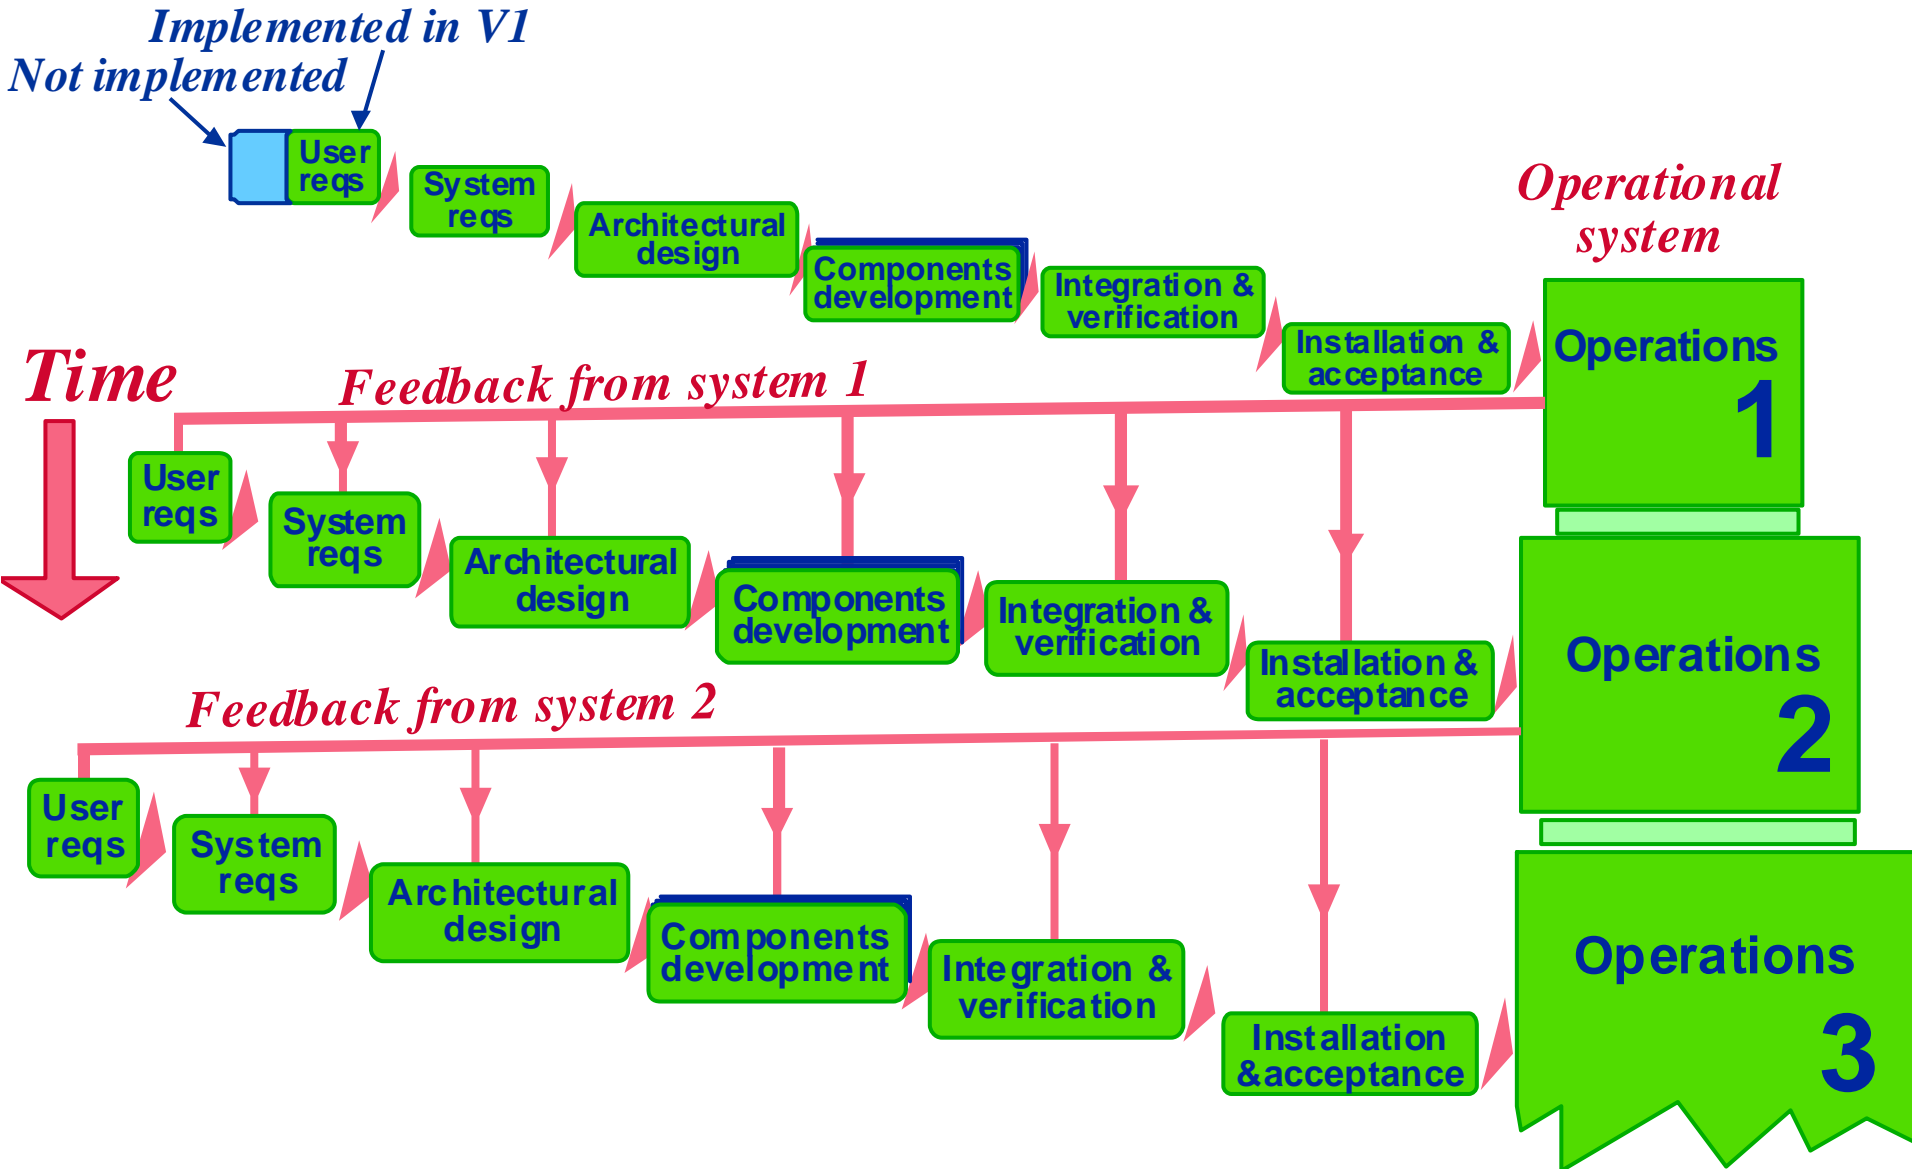 Implemented in V1
Not implemented
User
reqs
System
reqs
Architectural
design
Components
development
Integration &
verification
Installation &
acceptance
Operational
system
Operations
1
Time
Feedback from system 1
User
reqs
System
reqs
Architectural
design
Components
development
Integration &
verification
Installation &
acceptance
Operations
2
Feedback from system 2
User
reqs
System
reqs
Architectural
design
Components
development
Integration &
verification
Installation
&acceptance
Operations
3